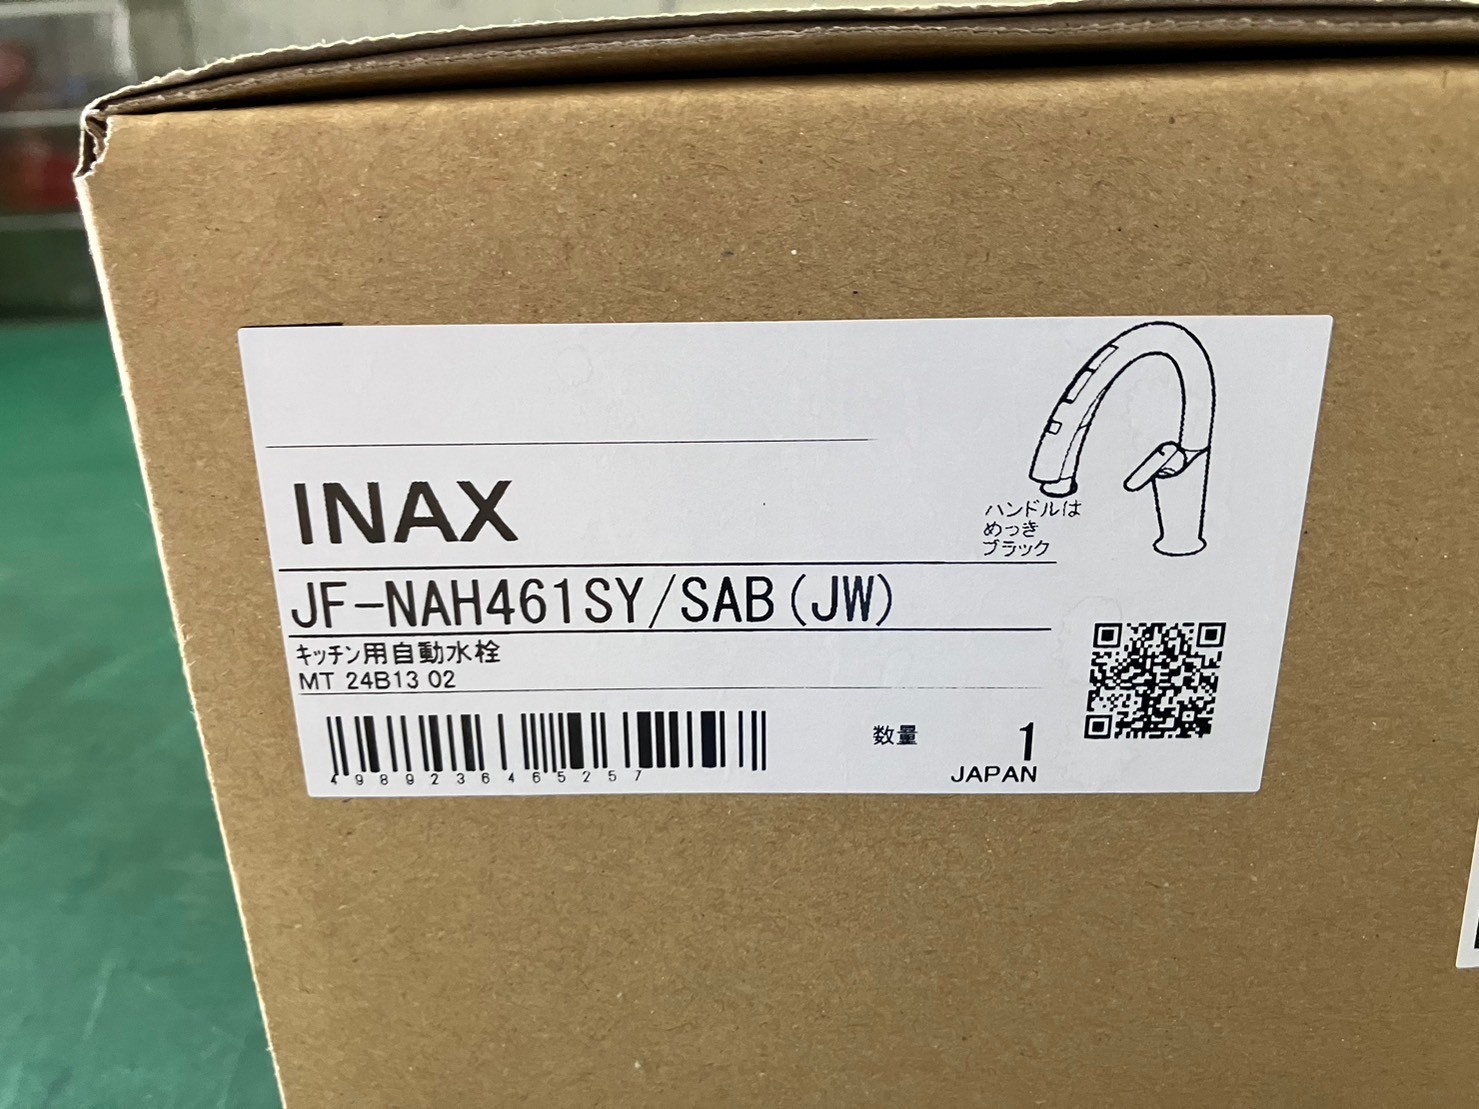 INAX
ハンドルは
めっき
ブラック
JF-NAH461SY/SAB(JW)
キッチン用自動水栓
MT 24B13 02
4989236465257
数量 1
JAPAN